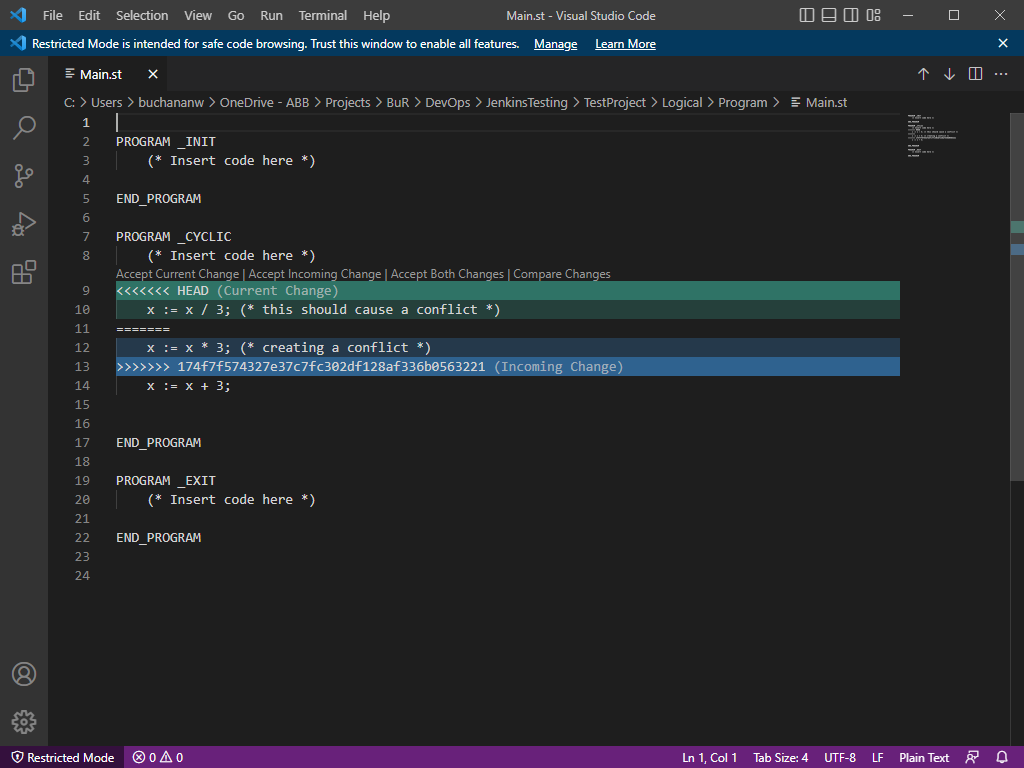 File Edit Selection View Go Run Terminal Help Main.st - Visual Studio Code
Restricted Mode is intended for safe code browsing. Trust this window to enable all features. Manage Learn More
Main.st
C: > Users > buchananw > OneDrive - ABB > Projects > BuR > DevOps > JenkinsTesting > TestProject > Logical > Program > Main.st
1
2 PROGRAM _INIT
3 (* Insert code here *)
4
5 END_PROGRAM
6
7 PROGRAM _CYCLIC
8 (* Insert code here *)
Accept Current Change | Accept Incoming Change | Accept Both Changes | Compare Changes
9 <<<<<<< HEAD (Current Change)
10 x := x / 3; (* this should cause a conflict *)
11 =======
12 x := x * 3; (* creating a conflict *)
13 >>>>>>> 174f7f574327e37c7fc302df128af336b0563221 (Incoming Change)
14 x := x + 3;
15
16
17 END_PROGRAM
18
19 PROGRAM _EXIT
20 (* Insert code here *)
21
22 END_PROGRAM
23
24
Restricted Mode 0 0 Ln 1, Col 1 Tab Size: 4 UTF-8 LF Plain Text